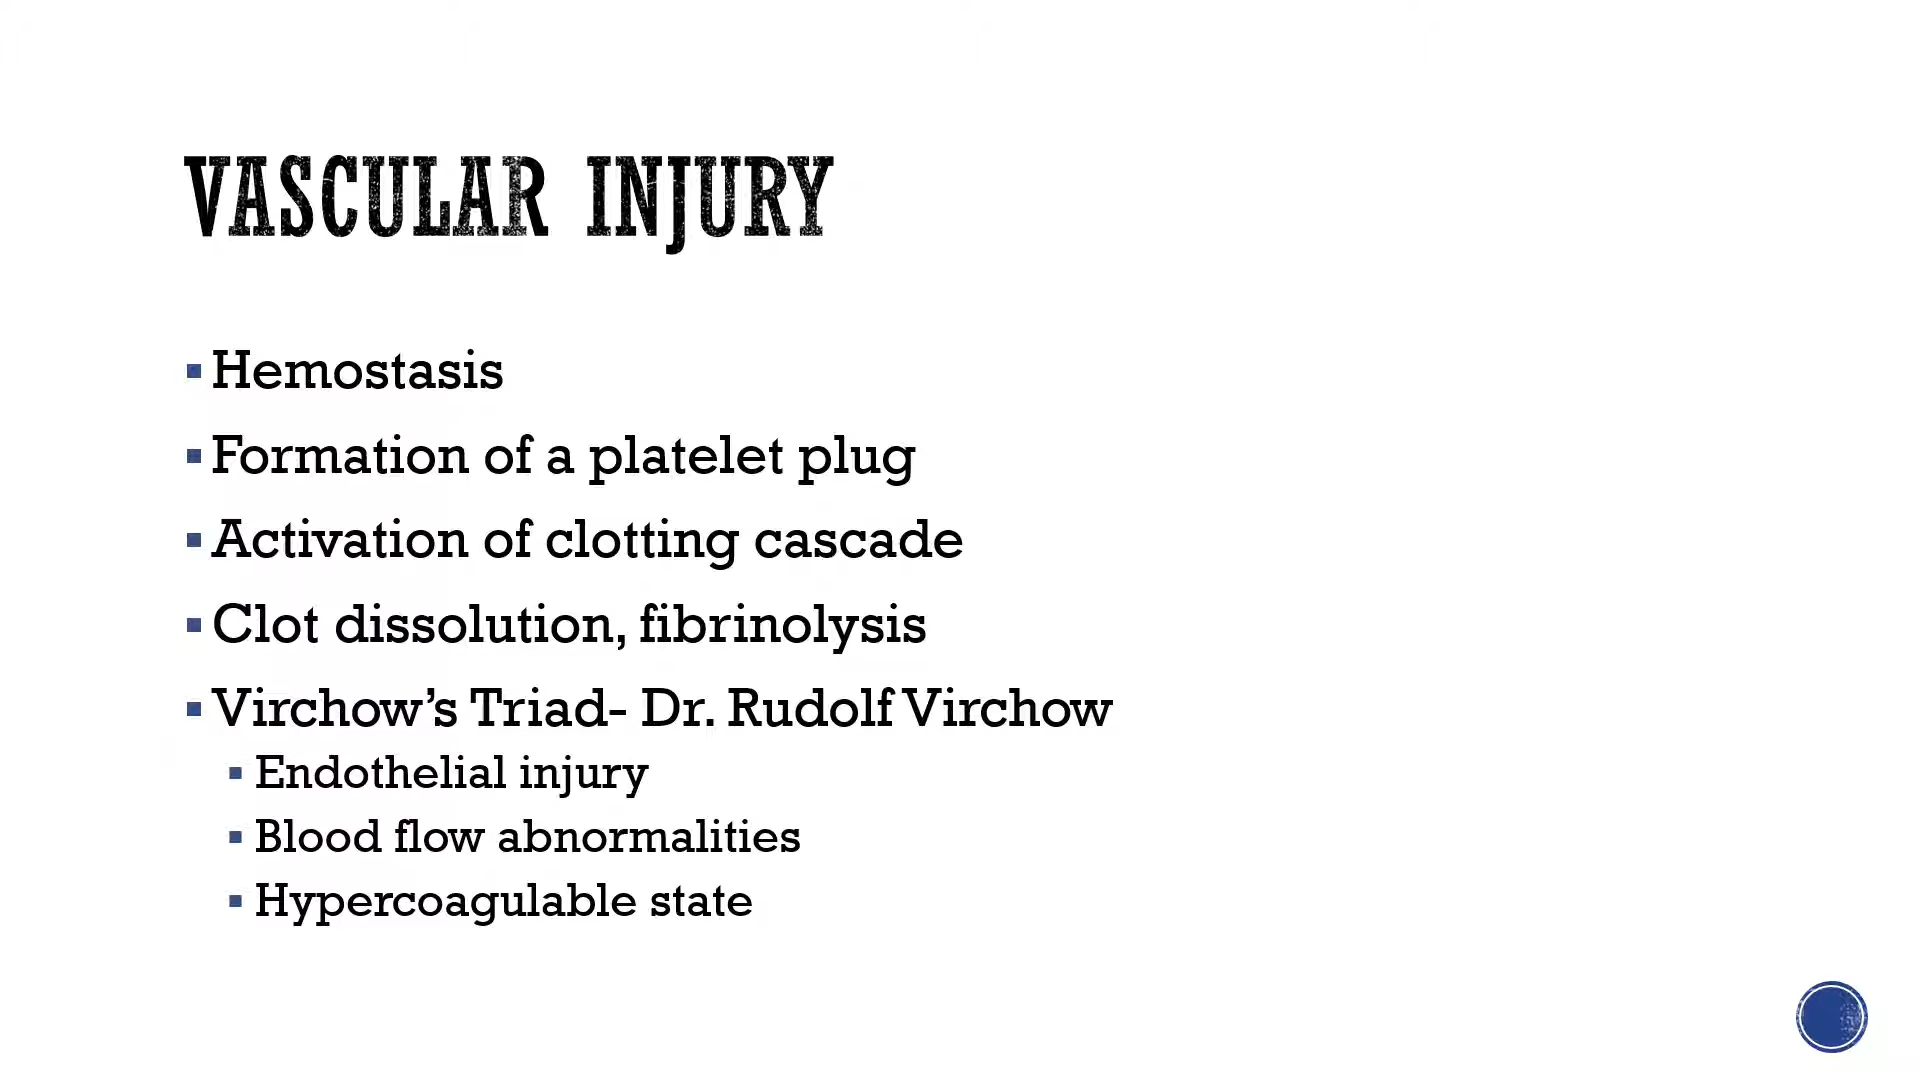 VASCULAR INJURY
Hemostasis
Formation of a platelet plug
Activation of clotting cascade
Clot dissolution, fibrinolysis
Virchow’s Triad- Dr. Rudolf Virchow
Endothelial injury
Blood flow abnormalities
Hypercoagulable state